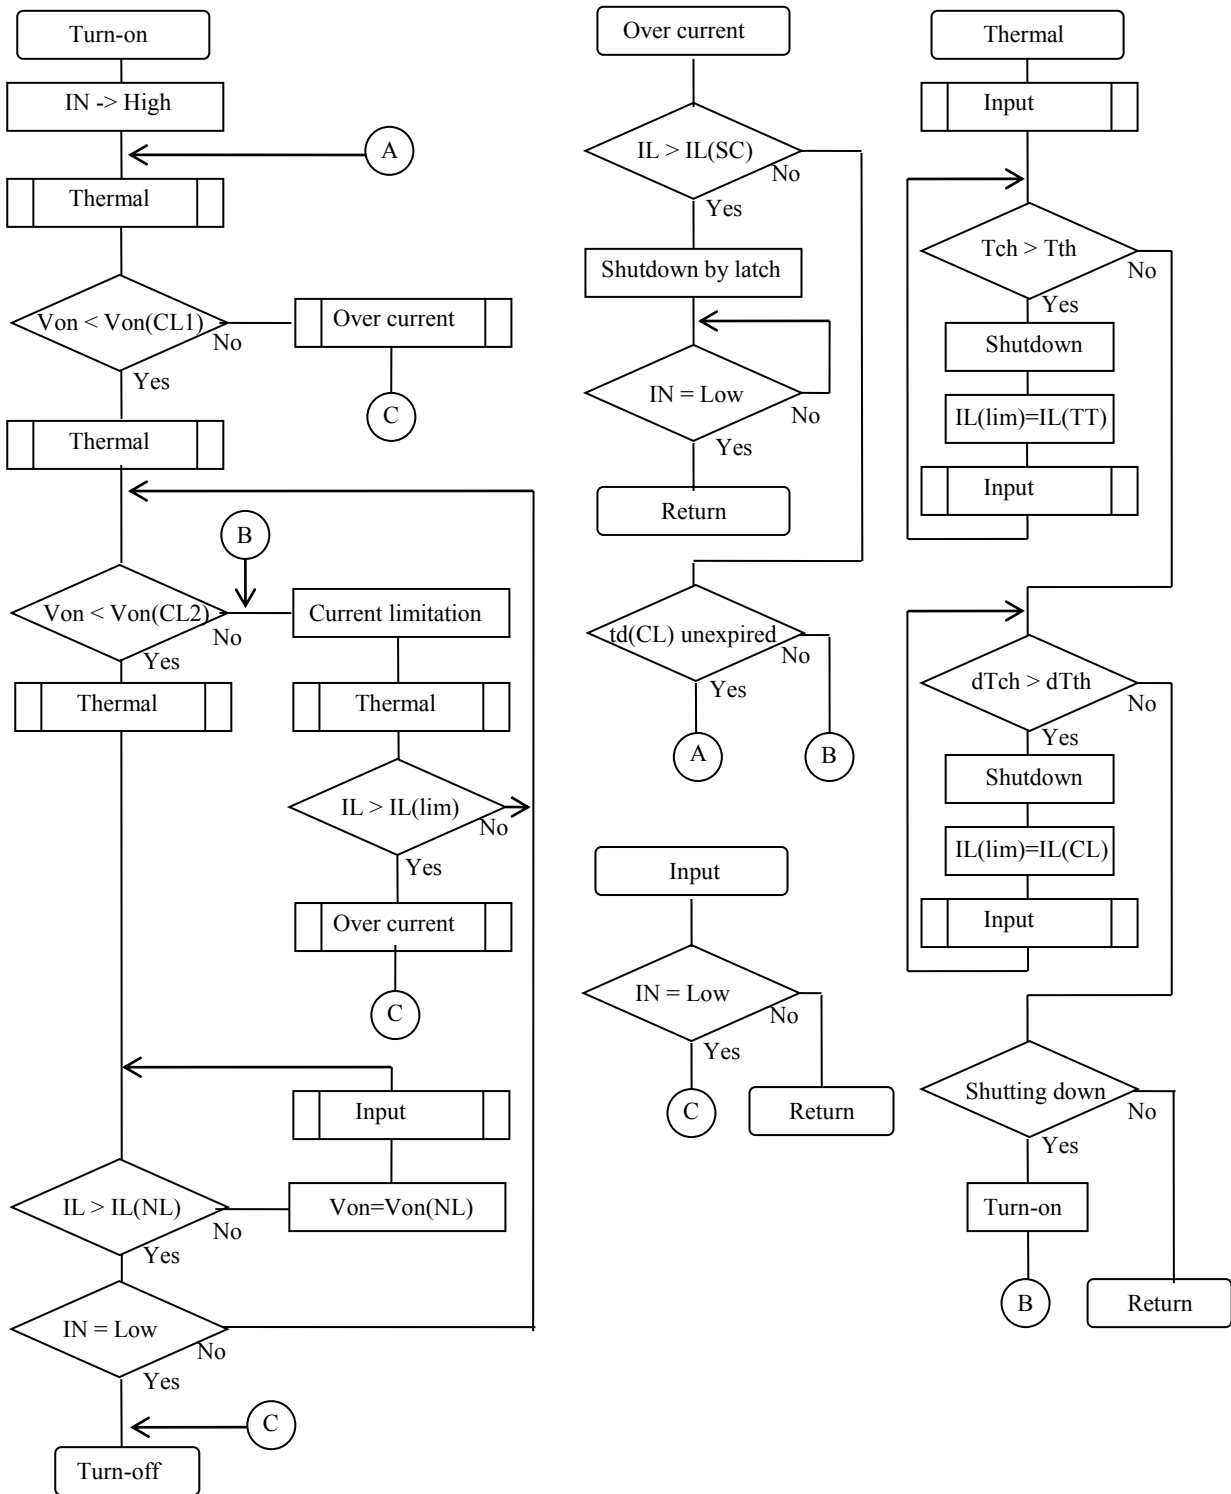 Turn-on
IN -> High
A
Thermal
Von < Von(CL1)
No
Yes
Over current
C
Thermal
B
Von < Von(CL2)
No
Yes
Current limitation
Thermal
Thermal
IL > IL(lim)
No
Yes
Over current
C
Input
Von=Von(NL)
IL > IL(NL)
No
Yes
IN = Low
No
Yes
C
Turn-off
Over current
IL > IL(SC)
No
Yes
Shutdown by latch
IN = Low
No
Yes
Return
td(CL) unexpired
No
Yes
A
B
Input
IN = Low
No
Yes
C
Return
Thermal
Input
Tch > Tth
No
Yes
Shutdown
IL(lim)=IL(TT)
Input
dTch > dTth
No
Yes
Shutdown
IL(lim)=IL(CL)
Input
Shutting down
No
Yes
Turn-on
B
Return